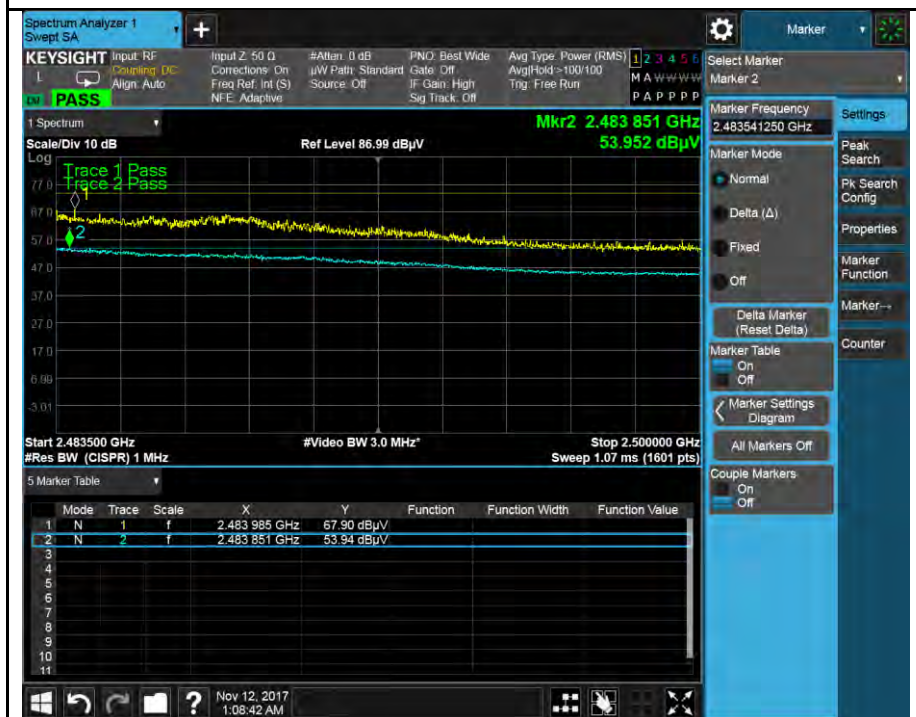 Spectrum Analyzer 1
Swept SA
+
Marker
KEYSIGHT
L
PASS
Input: RF
Coupling: DC
Align: Auto
Input Z: 50 Ω
Corrections: On
Freq Ref: Int (S)
NFE: Adaptive
#Atten: 0 dB
µW Path: Standard
Source: Off
PNO: Best Wide
Gate: Off
IF Gain: High
Sig Track: Off
Avg Type: Power (RMS)
Avg|Hold:>100/100
Trig: Free Run
1 2 3 4 5 6
M A W W W W
P A P P P P
Select Marker
Marker 2
1 Spectrum
Scale/Div 10 dB
Ref Level 86.99 dBµV
Mkr2 2.483 851 GHz
53.952 dBµV
Log
Trace 1 Pass
Trace 2 Pass
1
2
77.0
67.0
57.0
47.0
37.0
27.0
17.0
6.99
-3.01
Start 2.483500 GHz
#Res BW (CISPR) 1 MHz
#Video BW 3.0 MHz*
Stop 2.500000 GHz
Sweep 1.07 ms (1601 pts)
5 Marker Table
Mode Trace Scale X Y Function Function Width Function Value
1 N 1 f 2.483 985 GHz 67.90 dBµV
2 N 2 f 2.483 851 GHz 53.94 dBµV
3
4
5
6
7
8
9
10
11
Marker Frequency
2.483541250 GHz
Marker Mode
Normal
Delta (Δ)
Fixed
Off
Delta Marker
(Reset Delta)
Marker Table
On
Off
Marker Settings
Diagram
All Markers Off
Couple Markers
On
Off
Settings
Peak
Search
Pk Search
Config
Properties
Marker
Function
Marker→
Counter
?
Nov 12, 2017
1:08:42 AM